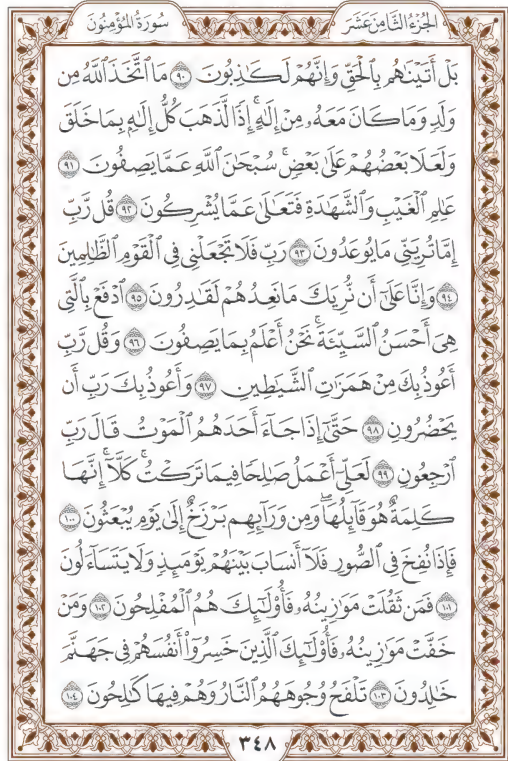 الجزء الثامن عشر
سورة المؤمنون
بَلْ أَتَيْنَٰهُم بِٱلْحَقِّ وَإِنَّهُمْ لَكَٰذِبُونَ ٩٠ مَا ٱتَّخَذَ ٱللَّهُ مِن
وَلَدٍ وَمَا كَانَ مَعَهُۥ مِنْ إِلَٰهٍ ۚ إِذًا لَّذَهَبَ كُلُّ إِلَٰهٍۭ بِمَا خَلَقَ
وَلَعَلَا بَعْضُهُمْ عَلَىٰ بَعْضٍ ۚ سُبْحَٰنَ ٱللَّهِ عَمَّا يَصِفُونَ ٩١
عَٰلِمِ ٱلْغَيْبِ وَٱلشَّهَٰدَةِ فَتَعَٰلَىٰ عَمَّا يُشْرِكُونَ ٩٢ قُل رَّبِّ
إِمَّا تُرِيَنِّى مَا يُوعَدُونَ ٩٣ رَبِّ فَلَا تَجْعَلْنِى فِى ٱلْقَوْمِ ٱلظَّٰلِمِينَ
٩٤ وَإِنَّا عَلَىٰٓ أَن نُّرِيَكَ مَا نَعِدُهُمْ لَقَٰدِرُونَ ٩٥ ٱدْفَعْ بِٱلَّتِى
هِىَ أَحْسَنُ ٱلسَّيِّئَةَ ۚ نَحْنُ أَعْلَمُ بِمَا يَصِفُونَ ٩٦ وَقُل رَّبِّ
أَعُوذُ بِكَ مِنْ هَمَزَٰتِ ٱلشَّيَٰطِينِ ٩٧ وَأَعُوذُ بِكَ رَبِّ أَن
يَحْضُرُونِ ٩٨ حَتَّىٰٓ إِذَا جَآءَ أَحَدَهُمُ ٱلْمَوْتُ قَالَ رَبِّ
ٱرْجِعُونِ ٩٩ لَعَلِّىٓ أَعْمَلُ صَٰلِحًا فِيمَا تَرَكْتُ ۚ كَلَّآ ۚ إِنَّهَا
كَلِمَةٌ هُوَ قَآئِلُهَا ۖ وَمِن وَرَآئِهِم بَرْزَخٌ إِلَىٰ يَوْمِ يُبْعَثُونَ ١٠٠
فَإِذَا نُفِخَ فِى ٱلصُّورِ فَلَآ أَنسَابَ بَيْنَهُمْ يَوْمَئِذٍ وَلَا يَتَسَآءَلُونَ
١٠١ فَمَن ثَقُلَتْ مَوَٰزِينُهُۥ فَأُو۟لَٰٓئِكَ هُمُ ٱلْمُفْلِحُونَ ١٠٢ وَمَنْ
خَفَّتْ مَوَٰزِينُهُۥ فَأُو۟لَٰٓئِكَ ٱلَّذِينَ خَسِرُوٓا۟ أَنفُسَهُمْ فِى جَهَنَّمَ
خَٰلِدُونَ ١٠٣ تَلْفَحُ وُجُوهَهُمُ ٱلنَّارُ وَهُمْ فِيهَا كَٰلِحُونَ ١٠٤
٣٤٨